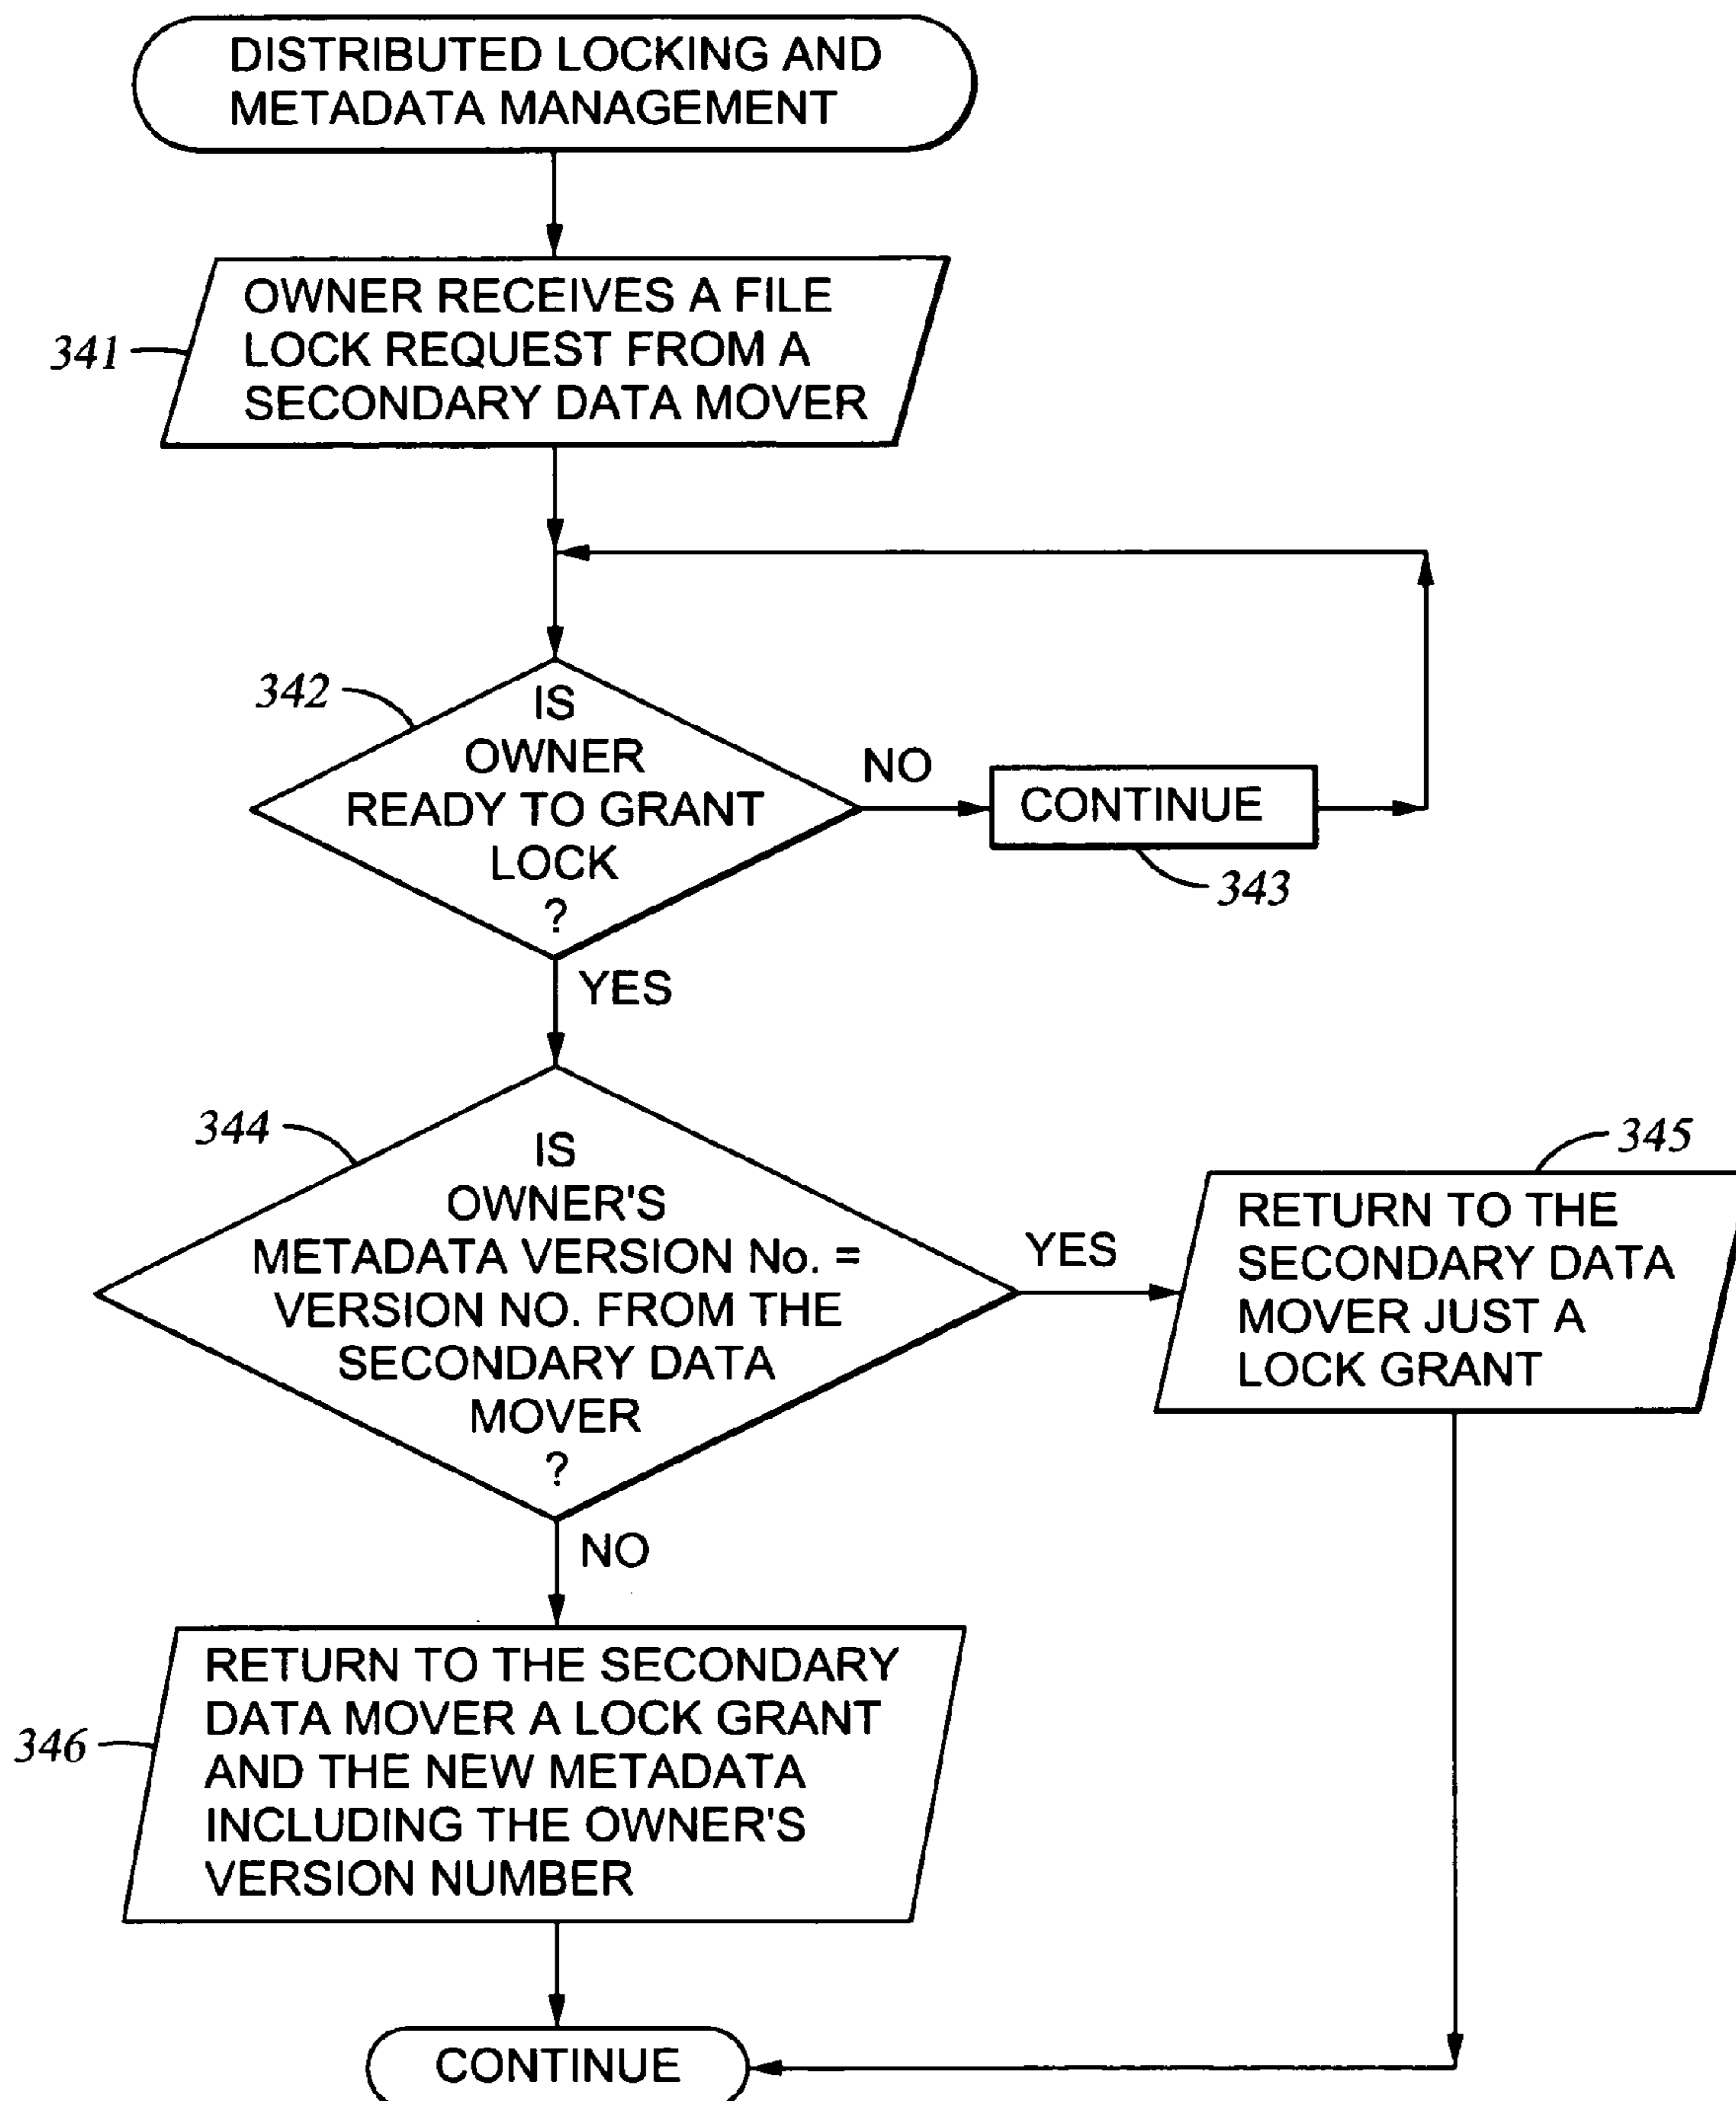 DISTRIBUTED LOCKING AND
METADATA MANAGEMENT
341
OWNER RECEIVES A FILE
LOCK REQUEST FROM A
SECONDARY DATA MOVER
342
IS
OWNER
READY TO GRANT
LOCK
?
NO
CONTINUE
343
YES
344
IS
OWNER'S
METADATA VERSION No. =
VERSION NO. FROM THE
SECONDARY DATA
MOVER
?
YES
345
RETURN TO THE
SECONDARY DATA
MOVER JUST A
LOCK GRANT
NO
346
RETURN TO THE SECONDARY
DATA MOVER A LOCK GRANT
AND THE NEW METADATA
INCLUDING THE OWNER'S
VERSION NUMBER
CONTINUE